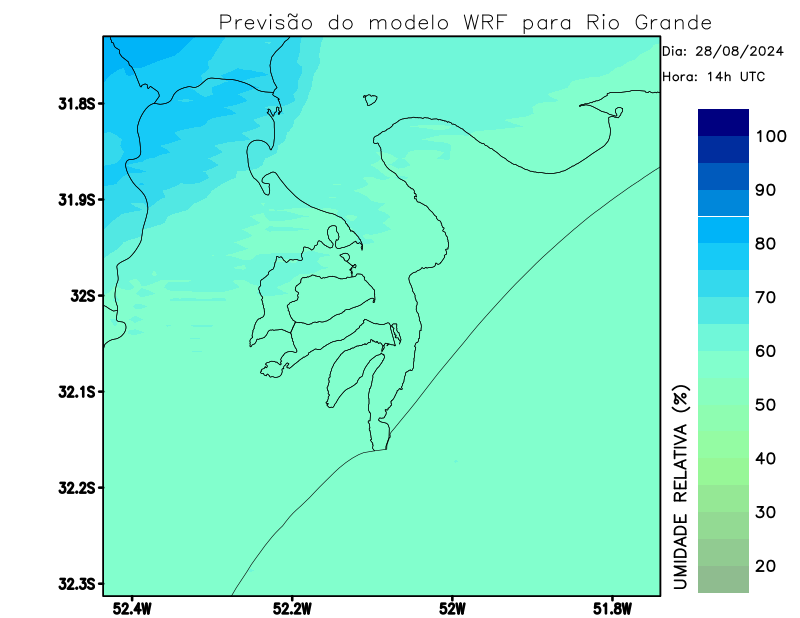 Previsão do modelo WRF para Rio Grande
Dia: 28/08/2024
Hora: 14h UTC
31.8S
31.9S
32S
32.1S
32.2S
32.3S
52.4W
52.2W
52W
51.8W
UMIDADE RELATIVA (%)
100
90
80
70
60
50
40
30
20